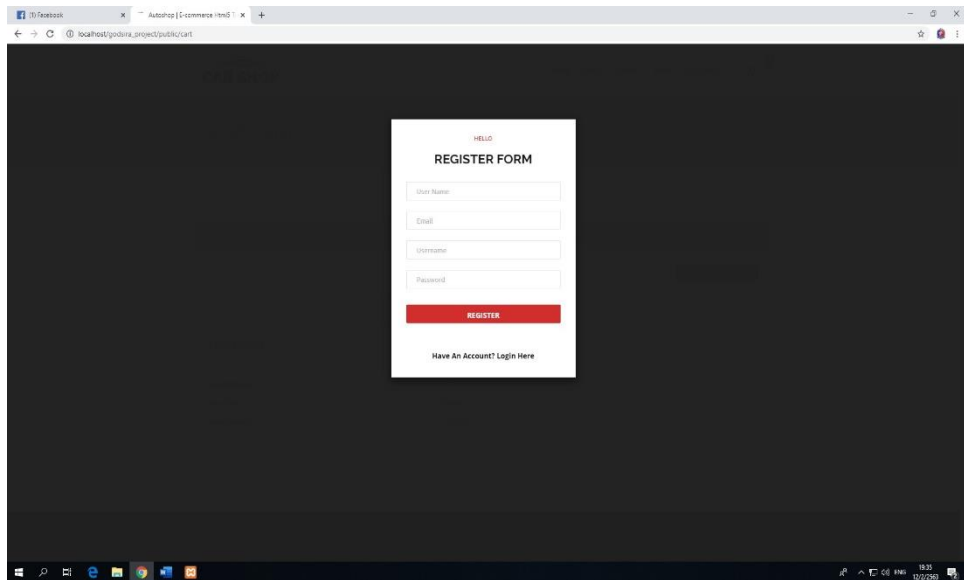 (1) Facebook
Autoshop | E-commerce Html5 T
localhost/godsira_project/public/cart
HELLO
REGISTER FORM
User Name
Email
Username
Password
REGISTER
Have An Account? Login Here
ENG
19:35
12/2/2563